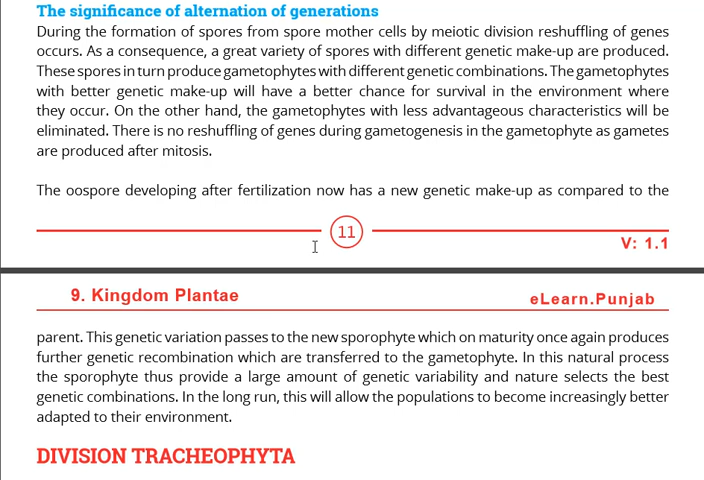 The significance of alternation of generations
During the formation of spores from spore mother cells by meiotic division reshuffling of genes
occurs. As a consequence, a great variety of spores with different genetic make-up are produced.
These spores in turn produce gametophytes with different genetic combinations. The gametophytes
with better genetic make-up will have a better chance for survival in the environment where
they occur. On the other hand, the gametophytes with less advantageous characteristics will be
eliminated. There is no reshuffling of genes during gametogenesis in the gametophyte as gametes
are produced after mitosis.
The oospore developing after fertilization now has a new genetic make-up as compared to the
11
V: 1.1
9. Kingdom Plantae
eLearn.Punjab
parent. This genetic variation passes to the new sporophyte which on maturity once again produces
further genetic recombination which are transferred to the gametophyte. In this natural process
the sporophyte thus provide a large amount of genetic variability and nature selects the best
genetic combinations. In the long run, this will allow the populations to become increasingly better
adapted to their environment.
DIVISION TRACHEOPHYTA